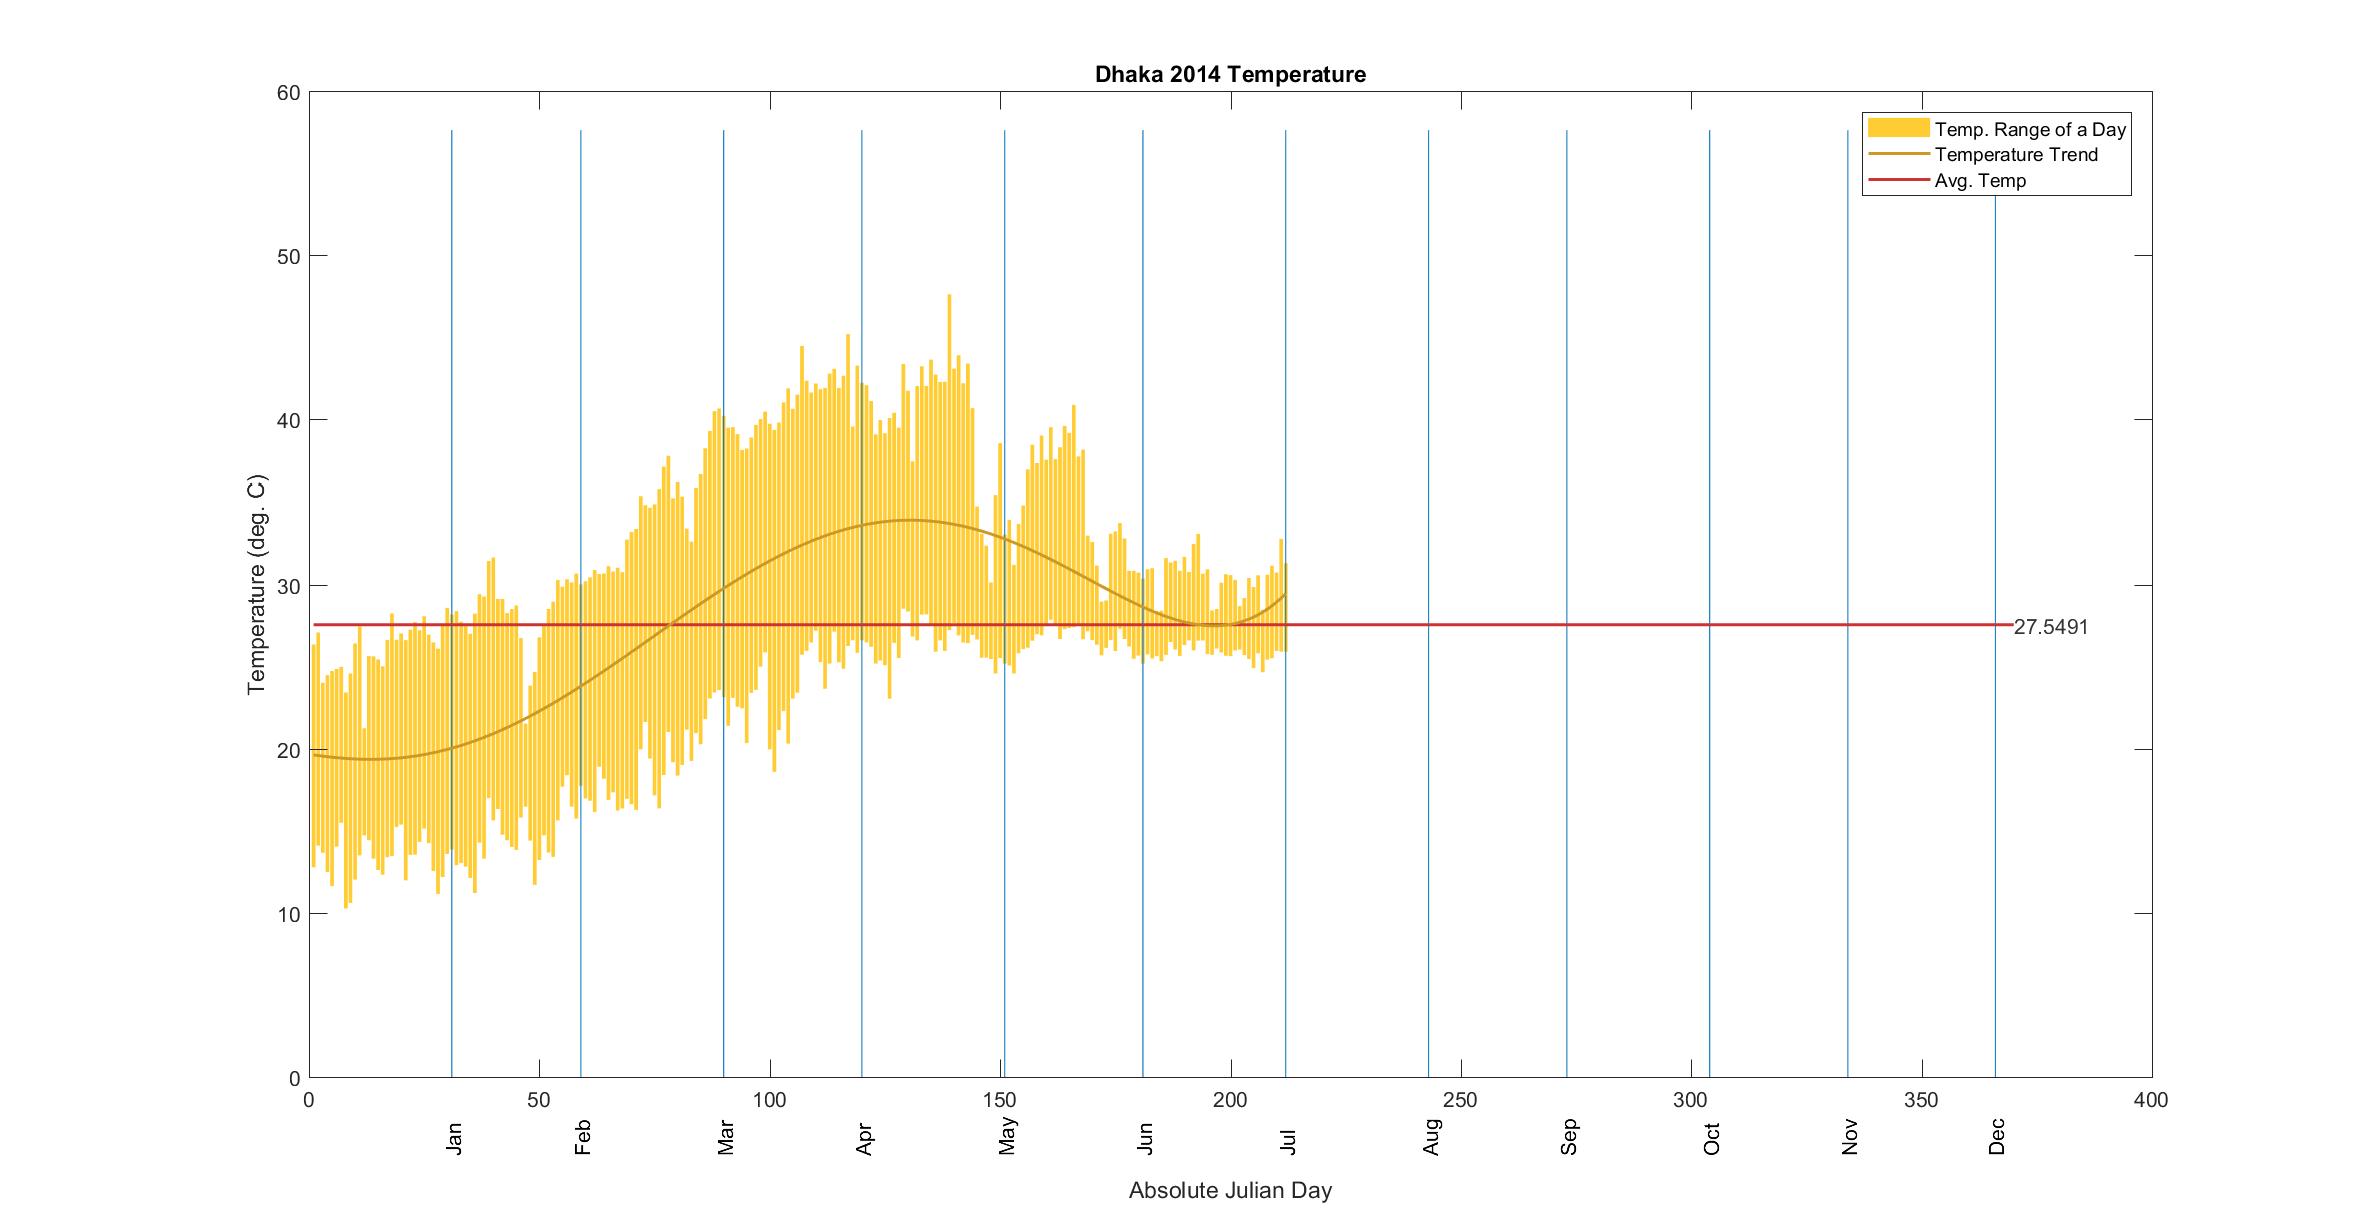 Dhaka 2014 Temperature
Temp. Range of a Day
Temperature Trend
Avg. Temp
60
50
40
30
20
10
0
Temperature (deg. C)
27.5491
0 50 100 150 200 250 300 350 400
Jan Feb Mar Apr May Jun Jul Aug Sep Oct Nov Dec
Absolute Julian Day